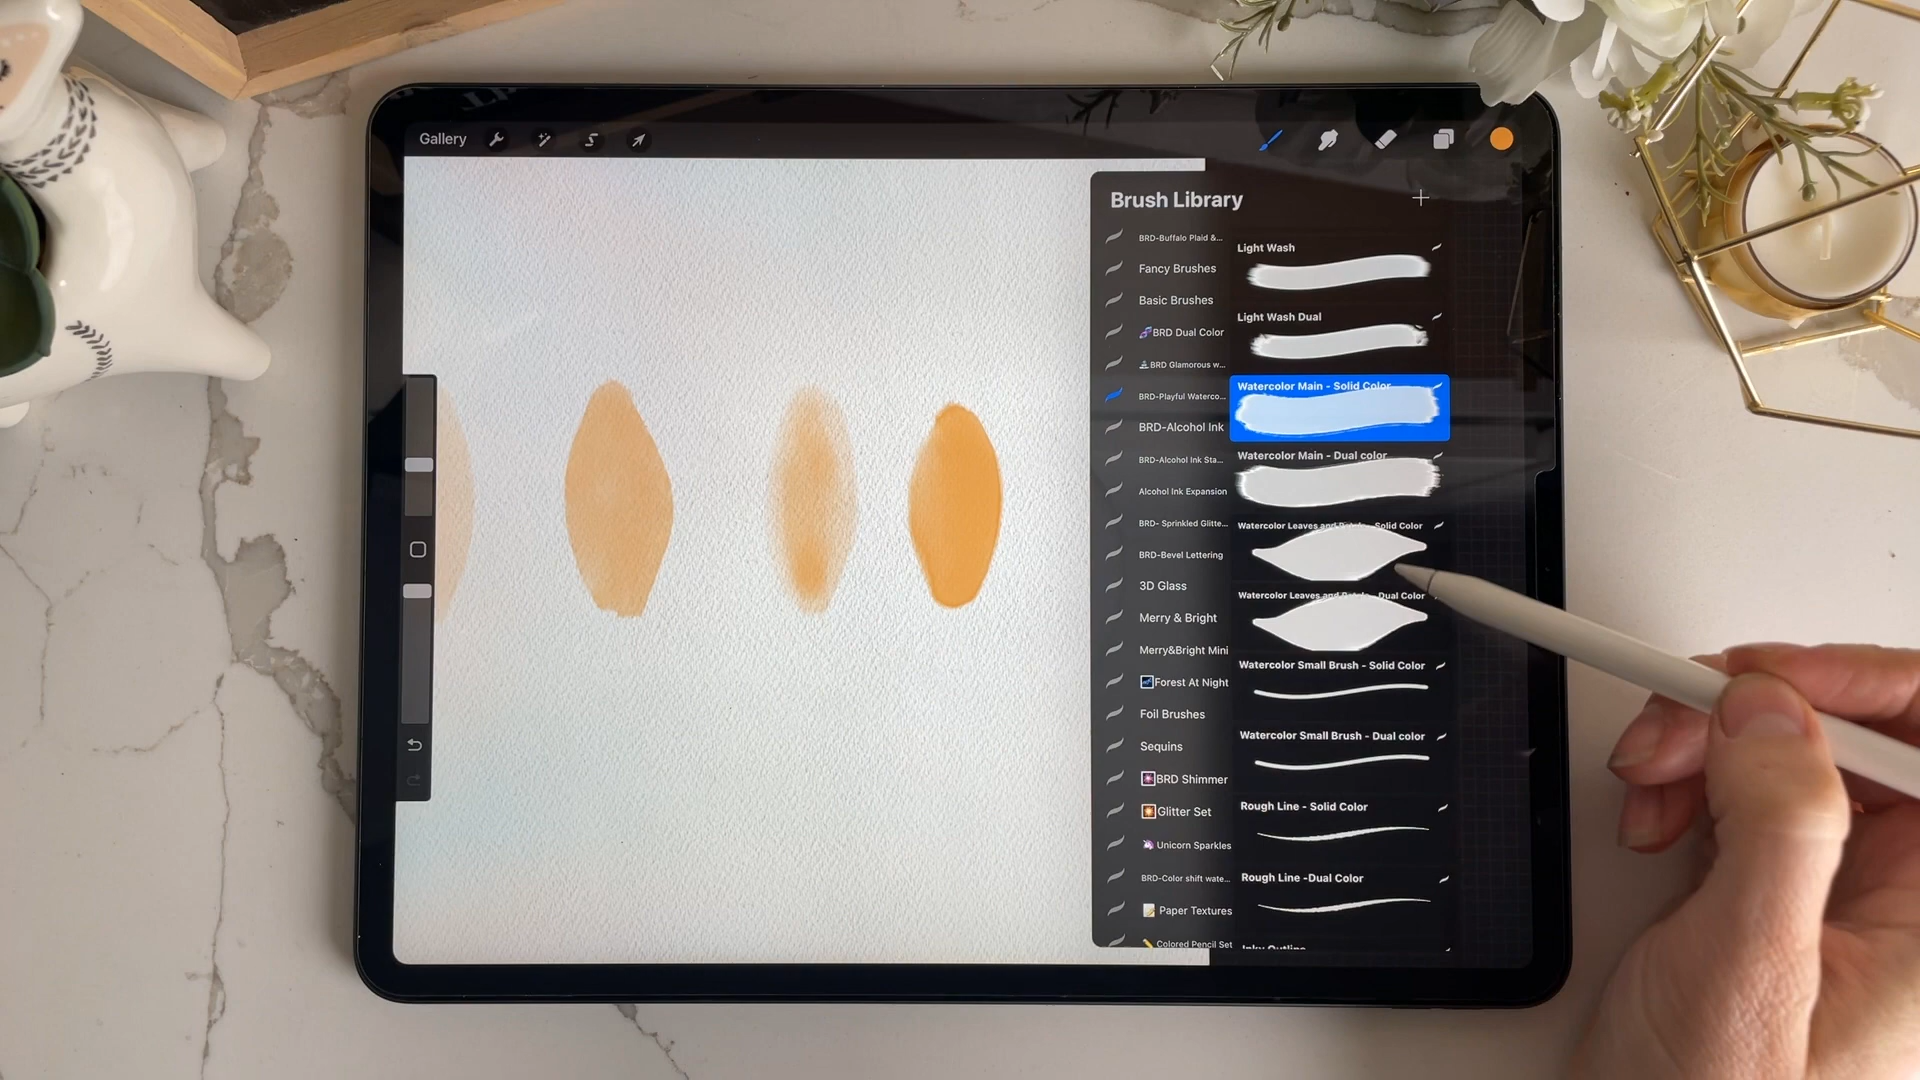 Gallery
Brush Library
BRD-Buffalo Plaid &...
Fancy Brushes
Basic Brushes
BRD Dual Color
BRD Glamorous w...
BRD-Playful Waterco...
BRD-Alcohol Ink
BRD-Alcohol Ink Sta...
Alcohol Ink Expansion
BRD- Sprinkled Glitte...
BRD-Bevel Lettering
3D Glass
Merry & Bright
Merry&Bright Mini
Forest At Night
Foil Brushes
Sequins
BRD Shimmer
Glitter Set
Unicorn Sparkles
BRD-Color shift wate...
Paper Textures
Colored Pencil Set
Light Wash
Light Wash Dual
Watercolor Main - Solid Color
Watercolor Main - Dual color
Watercolor Leaves and Petals - Solid Color
Watercolor Leaves and Petals - Dual Color
Watercolor Small Brush - Solid Color
Watercolor Small Brush - Dual color
Rough Line - Solid Color
Rough Line -Dual Color
Inky Outline